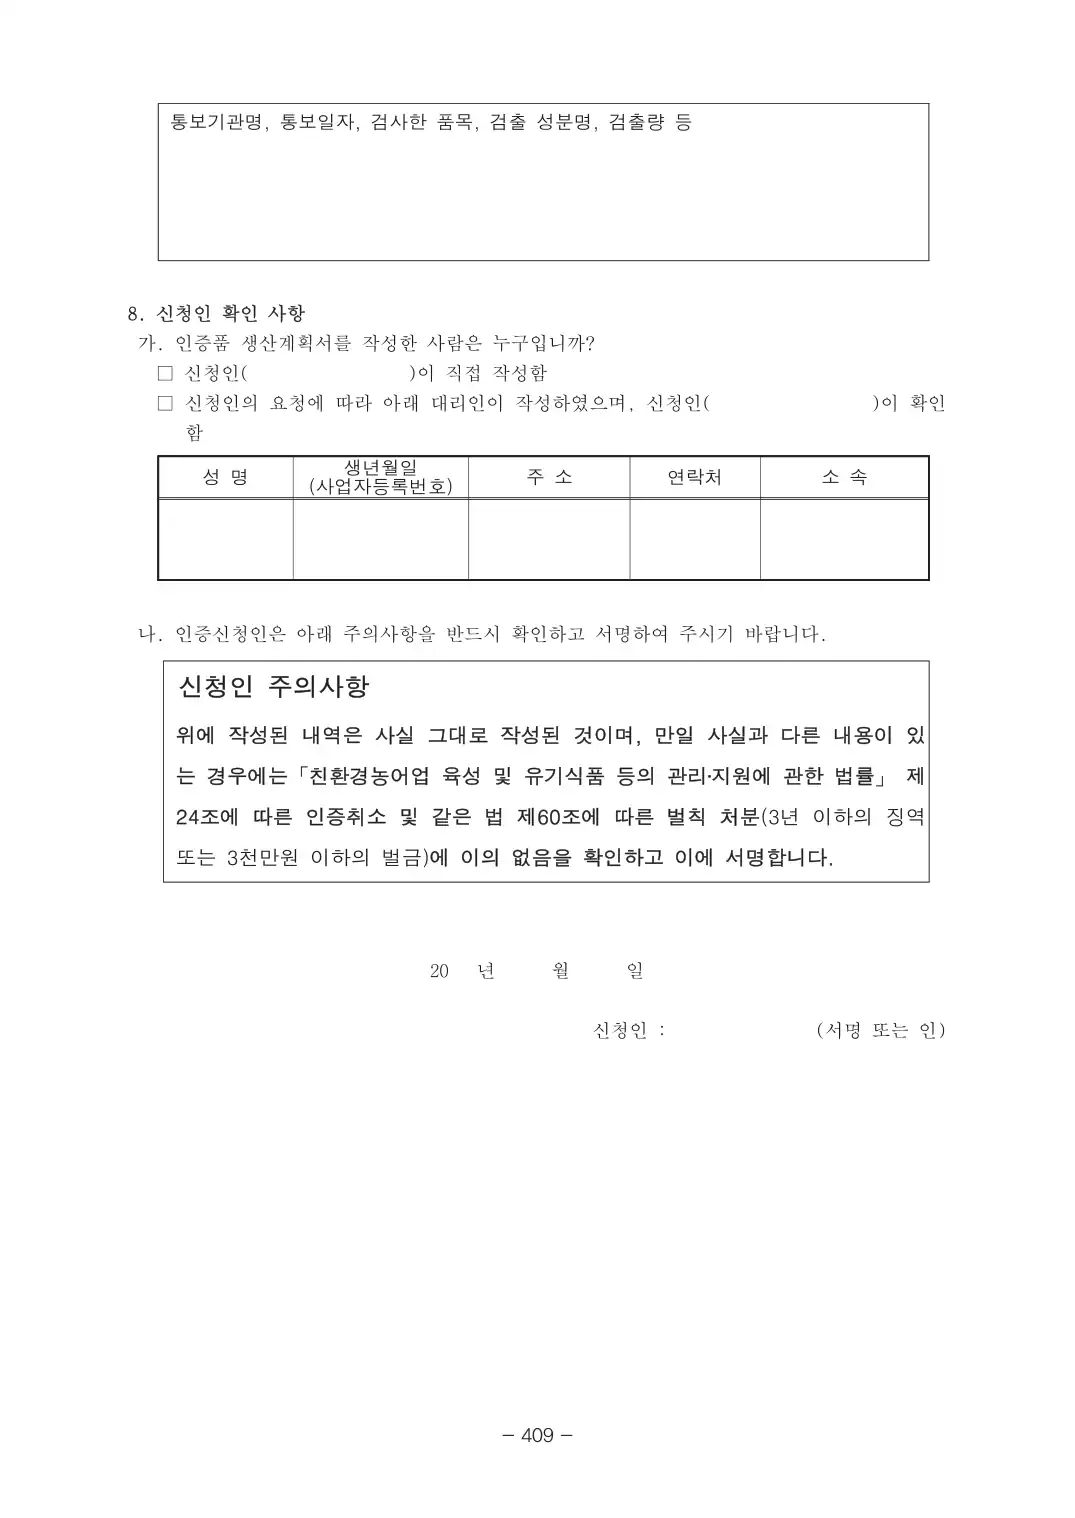 통보기관명, 통보일자, 검사한 품목, 검출 성분명, 검출량 등
8. 신청인 확인 사항
가. 인증품 생산계획서를 작성한 사람은 누구입니까?
□ 신청인(                )이 직접 작성함
□ 신청인의 요청에 따라 아래 대리인이 작성하였으며, 신청인(                )이 확인
함
성 명 생년월일 (사업자등록번호) 주 소 연락처 소 속
나. 인증신청인은 아래 주의사항을 반드시 확인하고 서명하여 주시기 바랍니다.
신청인 주의사항
위에 작성된 내역은 사실 그대로 작성된 것이며, 만일 사실과 다른 내용이 있
는 경우에는「친환경농어업 육성 및 유기식품 등의 관리·지원에 관한 법률」 제
24조에 따른 인증취소 및 같은 법 제60조에 따른 벌칙 처분(3년 이하의 징역
또는 3천만원 이하의 벌금)에 이의 없음을 확인하고 이에 서명합니다.
20   년      월      일
신청인 :                (서명 또는 인)
- 409 -